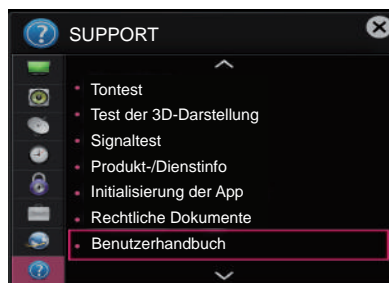 SUPPORT
Tontest
Test der 3D-Darstellung
Signaltest
Produkt-/Dienstinfo
Initialisierung der App
Rechtliche Dokumente
Benutzerhandbuch